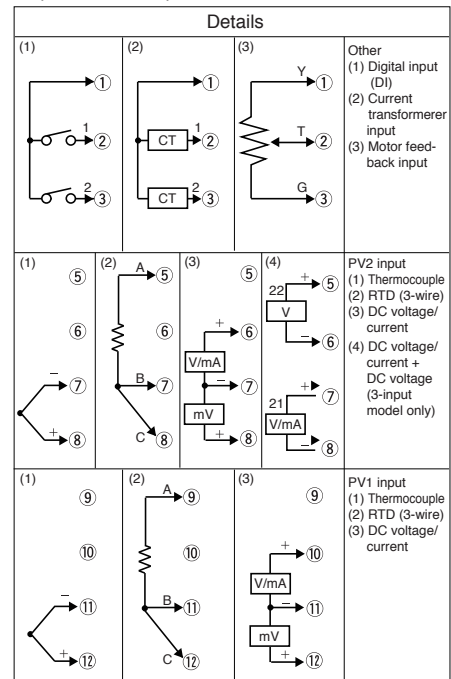 Details
(1) (2) (3)
Other
(1) Digital input
(DI)
(2) Current
transformerer
input
(3) Motor feed-
back input
① ① Y ①
1 ② CT 1 ② T ②
2 ③ CT 2 ③ G ③
(1) (2) (3) (4)
PV2 input
(1) Thermocouple
(2) RTD (3-wire)
(3) DC voltage/
current
(4) DC voltage/
current +
DC voltage
(3-input
model only)
⑤ A ⑤ ⑤ 22 V + ⑤
⑥ ⑥ + ⑥ − ⑥
V/mA
− ⑦ B ⑦ − ⑦ 21 + ⑦
mV V/mA
+ ⑧ C ⑧ + ⑧ − ⑧
(1) (2) (3)
PV1 input
(1) Thermocouple
(2) RTD (3-wire)
(3) DC voltage/
current
⑨ A ⑨ ⑨
⑩ ⑩ + ⑩
V/mA
− ⑪ B ⑪ − ⑪
mV
+ ⑫ C ⑫ + ⑫